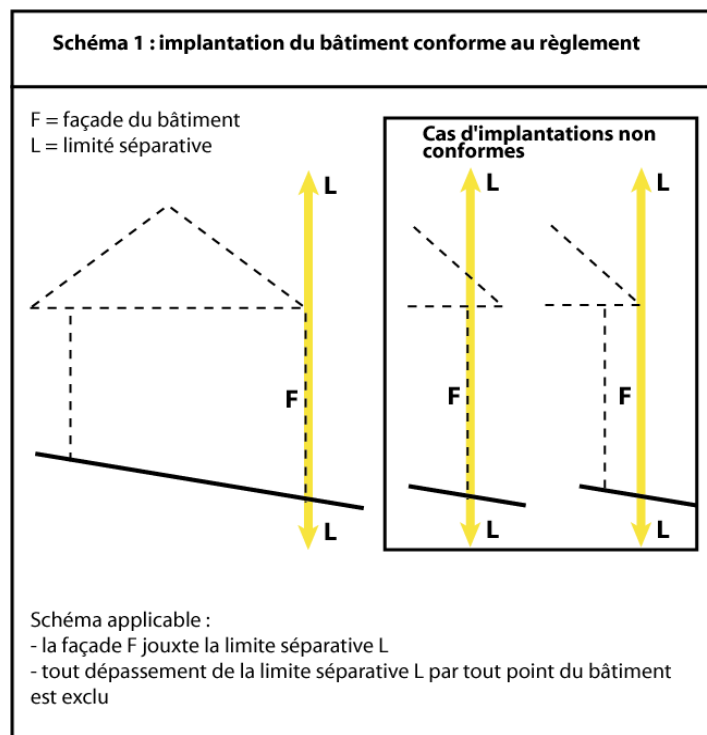 Schéma 1 : implantation du bâtiment conforme au règlement
F = façade du bâtiment
L = limité séparative
Cas d'implantations non
conformes
L
L
L
F
F
F
L
L
L
Schéma applicable :
- la façade F jouxte la limite séparative L
- tout dépassement de la limite séparative L par tout point du bâtiment
est exclu